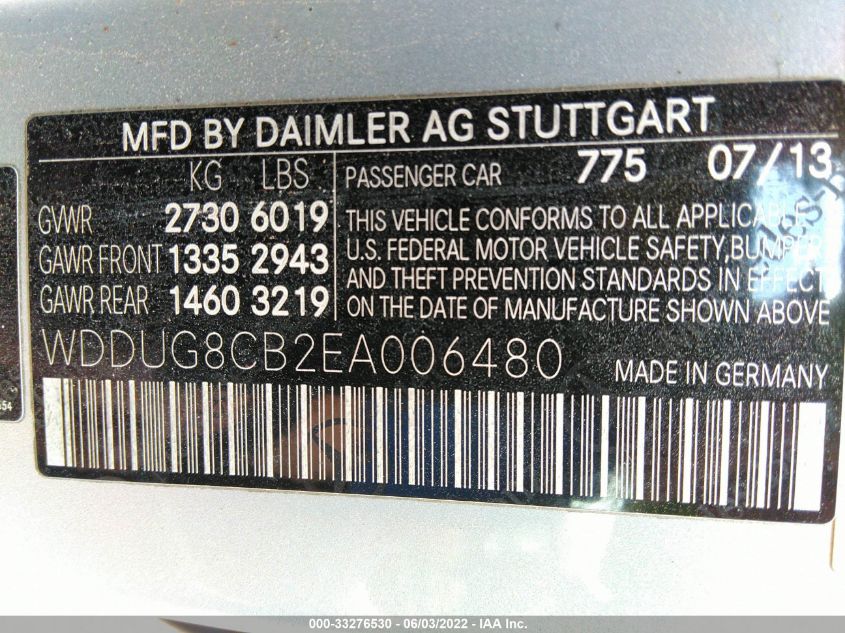 MFD BY DAIMLER AG STUTTGART
KG LBS
GVWR 2730 6019
GAWR FRONT 1335 2943
GAWR REAR 1460 3219
PASSENGER CAR 775 07/13
THIS VEHICLE CONFORMS TO ALL APPLICABLE
U.S. FEDERAL MOTOR VEHICLE SAFETY, BUMPER
AND THEFT PREVENTION STANDARDS IN EFFECT
ON THE DATE OF MANUFACTURE SHOWN ABOVE
WDDUG8CB2EA006480
MADE IN GERMANY
000-33276530 - 06/03/2022 - IAA Inc.